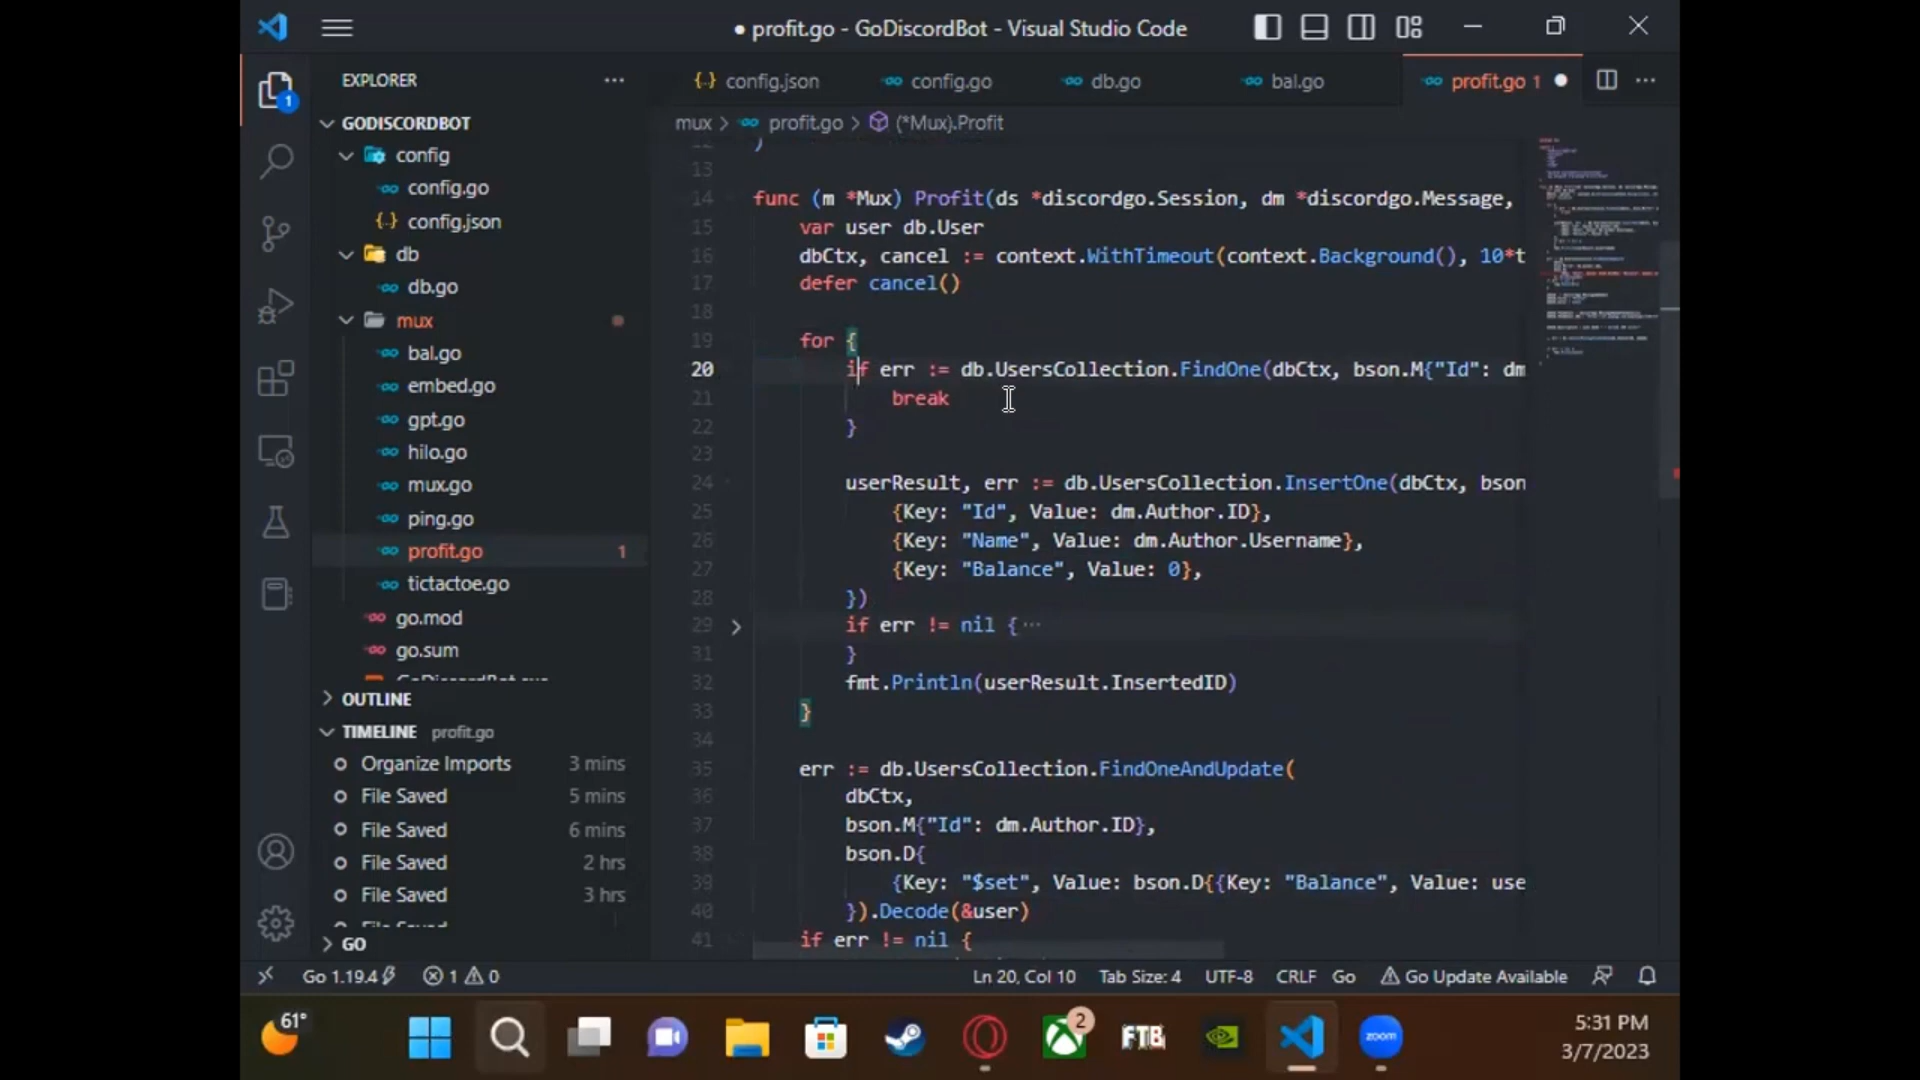 profit.go - GoDiscordBot - Visual Studio Code
EXPLORER
config.json
config.go
db.go
bal.go
profit.go 1
GODISCORDBOT
config
config.go
config.json
db
db.go
mux
bal.go
embed.go
gpt.go
hilo.go
mux.go
ping.go
profit.go 1
tictactoe.go
go.mod
go.sum
OUTLINE
TIMELINE profit.go
Organize Imports 3 mins
File Saved 5 mins
File Saved 6 mins
File Saved 2 hrs
File Saved 3 hrs
GO
mux > profit.go > (*Mux).Profit
12 )
13
14 func (m *Mux) Profit(ds *discordgo.Session, dm *discordgo.Message,
15 var user db.User
16 dbCtx, cancel := context.WithTimeout(context.Background(), 10*t
17 defer cancel()
18
19 for {
20 if err := db.UsersCollection.FindOne(dbCtx, bson.M{"Id": dm
21 break
22 }
23
24 userResult, err := db.UsersCollection.InsertOne(dbCtx, bson
25 {Key: "Id", Value: dm.Author.ID},
26 {Key: "Name", Value: dm.Author.Username},
27 {Key: "Balance", Value: 0},
28 })
29 if err != nil { ···
31 }
32 fmt.Println(userResult.InsertedID)
33 }
34
35 err := db.UsersCollection.FindOneAndUpdate(
36 dbCtx,
37 bson.M{"Id": dm.Author.ID},
38 bson.D{
39 {Key: "$set", Value: bson.D{{Key: "Balance", Value: use
40 }).Decode(&user)
41 if err != nil {
1
Go 1.19.4
1 0
Ln 20, Col 10
Tab Size: 4
UTF-8
CRLF
Go
Go Update Available
61°
2
FTB
zoom
5:31 PM
3/7/2023